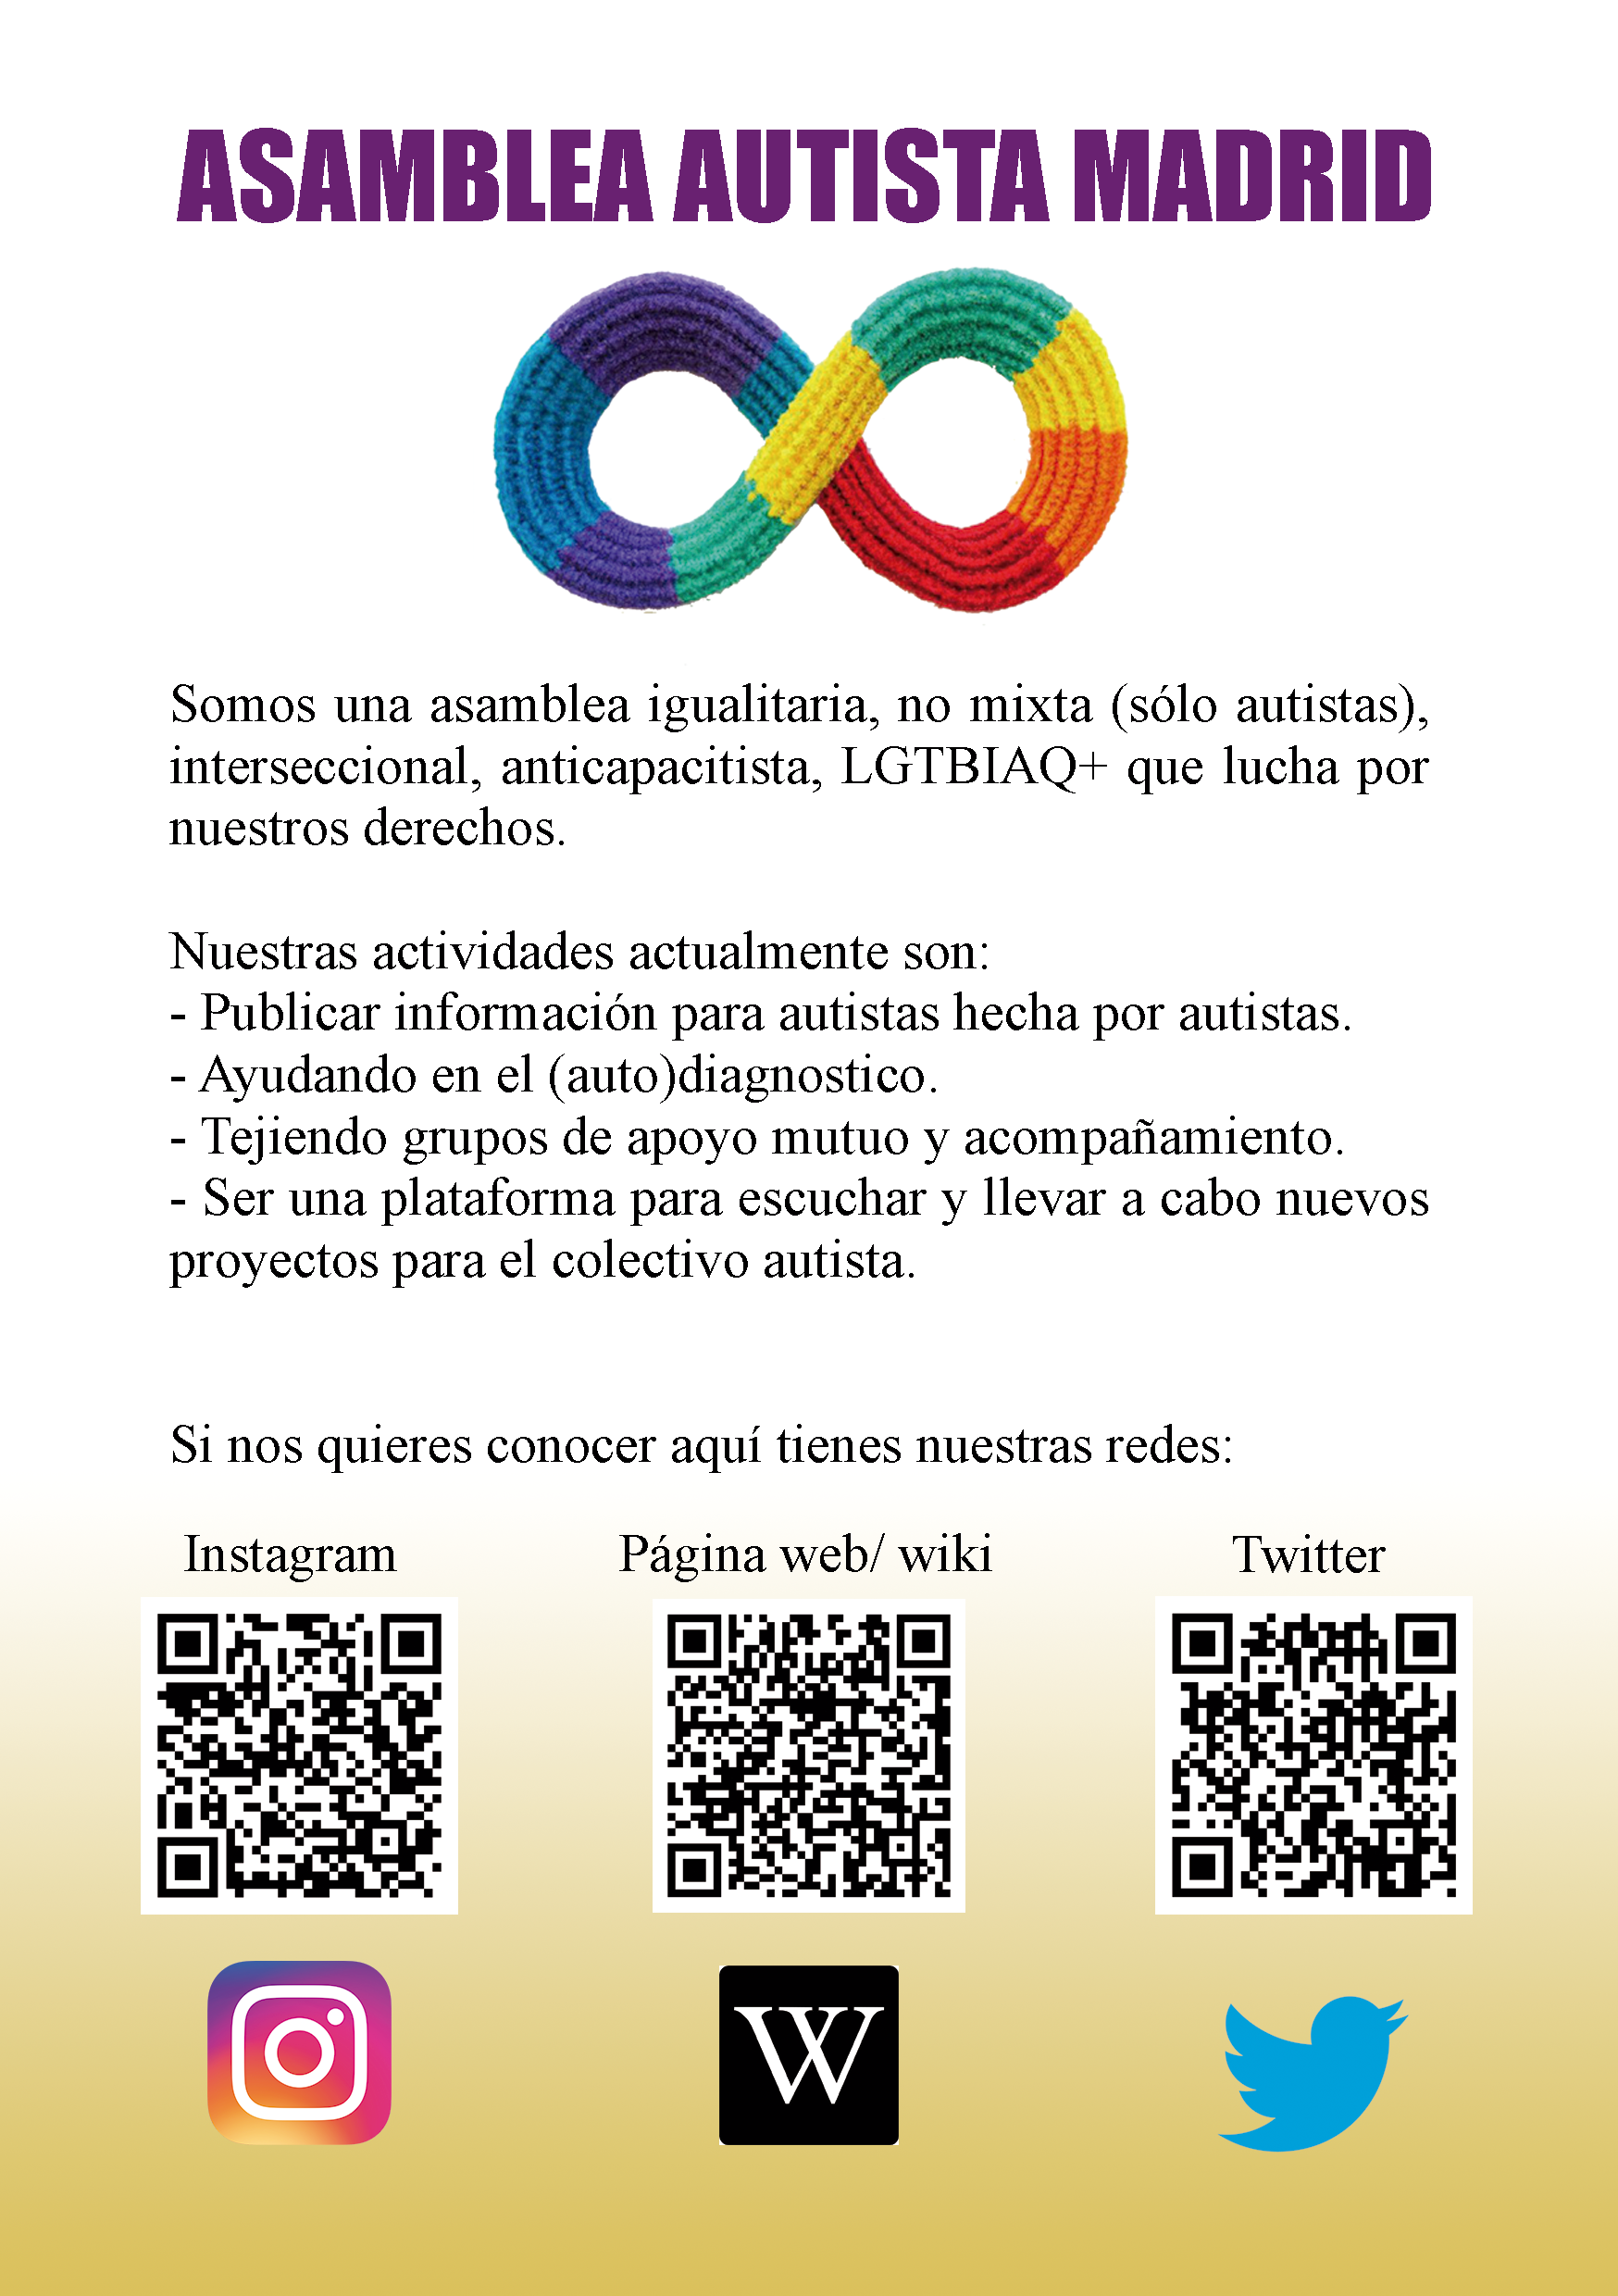 ASAMBLEA AUTISTA MADRID
Somos una asamblea igualitaria, no mixta (sólo autistas),
interseccional, anticapacitista, LGTBIAQ+ que lucha por
nuestros derechos.
Nuestras actividades actualmente son:
- Publicar información para autistas hecha por autistas.
- Ayudando en el (auto)diagnostico.
- Tejiendo grupos de apoyo mutuo y acompañamiento.
- Ser una plataforma para escuchar y llevar a cabo nuevos
proyectos para el colectivo autista.
Si nos quieres conocer aquí tienes nuestras redes:
Instagram Página web/ wiki Twitter
W